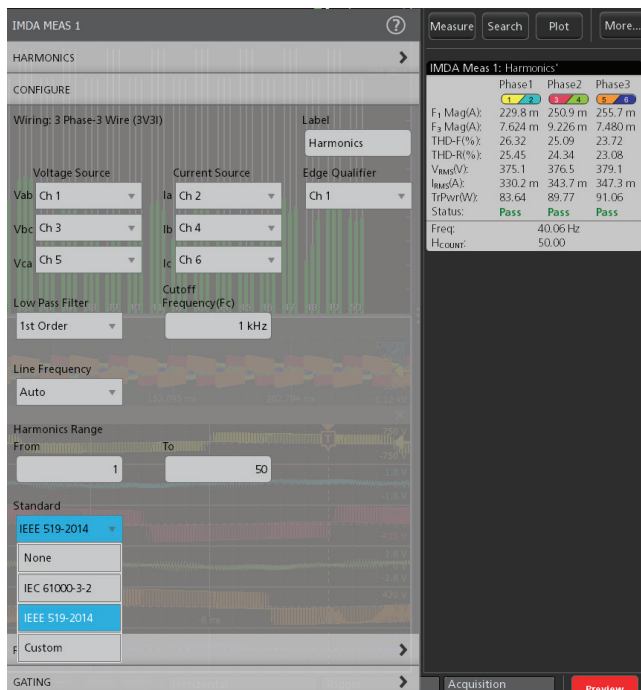 IMDA MEAS 1
?
HARMONICS
CONFIGURE
Wiring: 3 Phase-3 Wire (3V3I)
Label
Harmonics
Voltage Source
Current Source
Edge Qualifier
Vab Ch 1
Ia Ch 2
Ch 1
Vbc Ch 3
Ib Ch 4
Vca Ch 5
Ic Ch 6
Low Pass Filter
Cutoff
Frequency(Fc)
1st Order
1 kHz
Line Frequency
Auto
Harmonics Range
From
To
1
50
Standard
IEEE 519-2014
None
IEC 61000-3-2
IEEE 519-2014
Custom
GATING
Measure Search Plot More...
IMDA Meas 1: Harmonics'
Phase1 Phase2 Phase3
1 2 3 4 5 6
F₁ Mag(A): 229.8 m 250.9 m 255.7 m
F₃ Mag(A): 7.624 m 9.226 m 7.480 m
THD-F(%): 26.32 25.09 23.72
THD-R(%): 25.45 24.34 23.08
VRMS(V): 375.1 376.5 379.1
IRMS(A): 330.2 m 343.7 m 347.3 m
TrPwr(W): 83.64 89.77 91.06
Status: Pass Pass Pass
Freq: 40.06 Hz
HCOUNT: 50.00
Acquisition
Preview